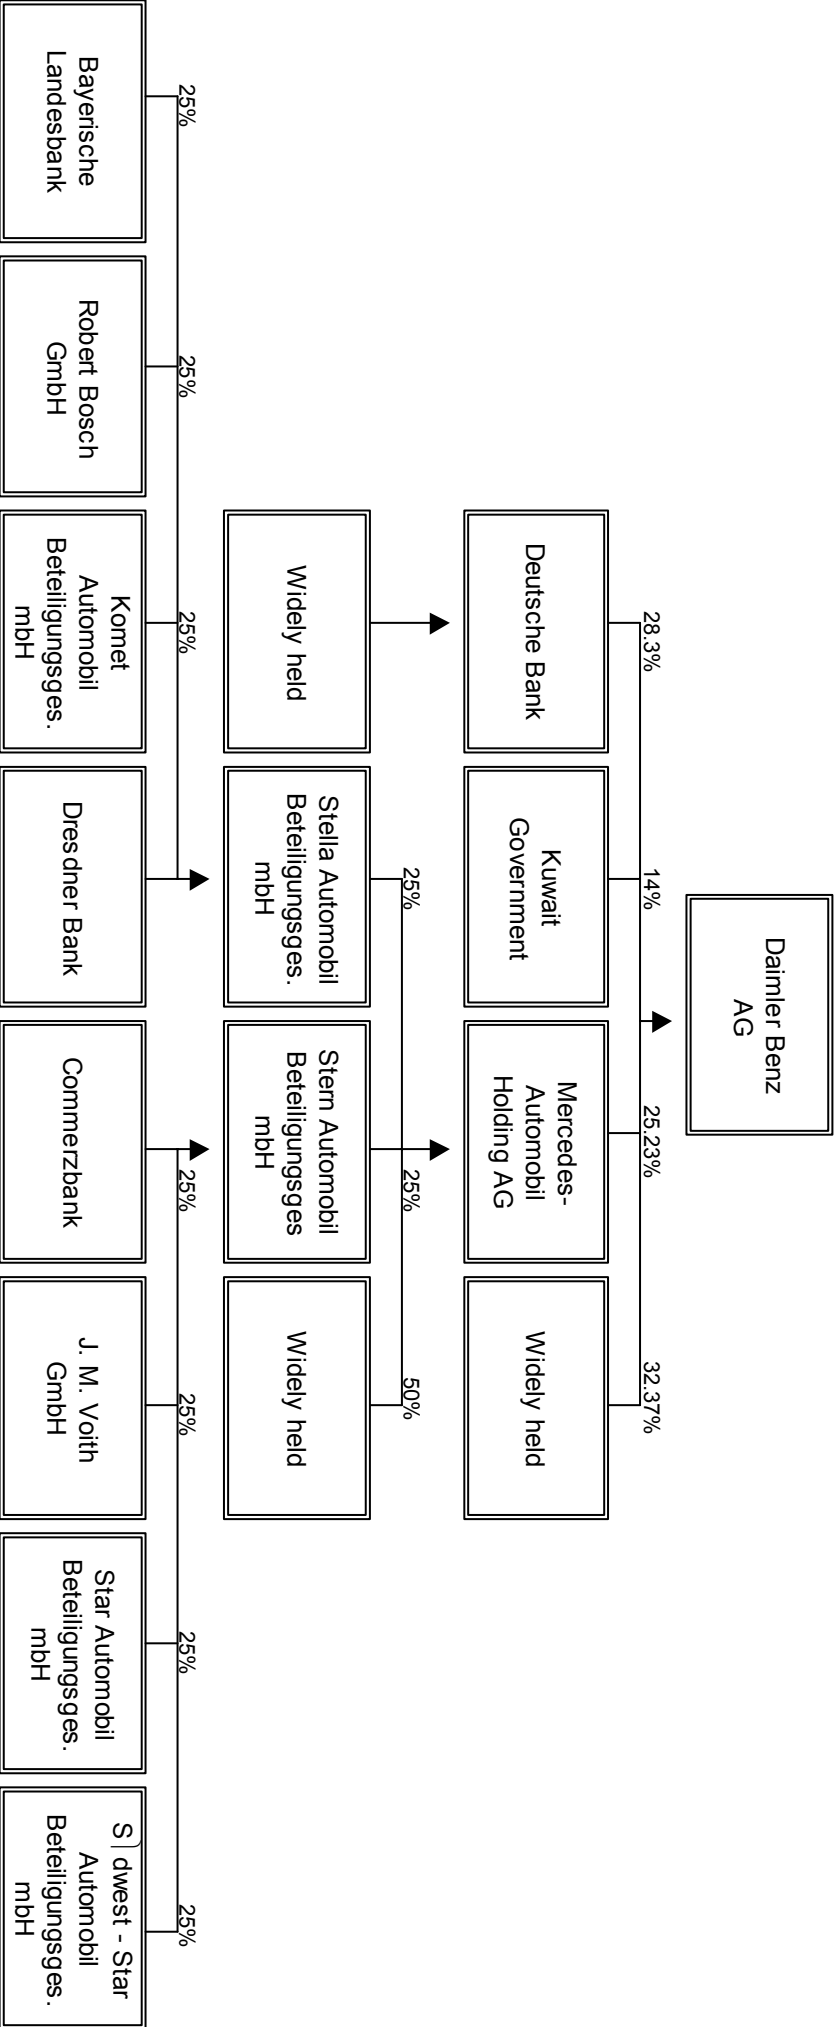 Daimler Benz
AG
28.3%
14%
25.23%
32.37%
Deutsche Bank
Kuwait
Government
Mercedes-
Automobil
Holding AG
Widely held
25%
25%
50%
Widely held
Stella Automobil
Beteiligungsges.
mbH
Stern Automobil
Beteiligungsges
mbH
Widely held
25%
25%
25%
25%
25%
25%
25%
Bayerische
Landesbank
Robert Bosch
GmbH
Komet
Automobil
Beteiligungsges.
mbH
Dresdner Bank
Commerzbank
J. M. Voith
GmbH
Star Automobil
Beteiligungsges.
mbH
S) dwest - Star
Automobil
Beteiligungsges.
mbH